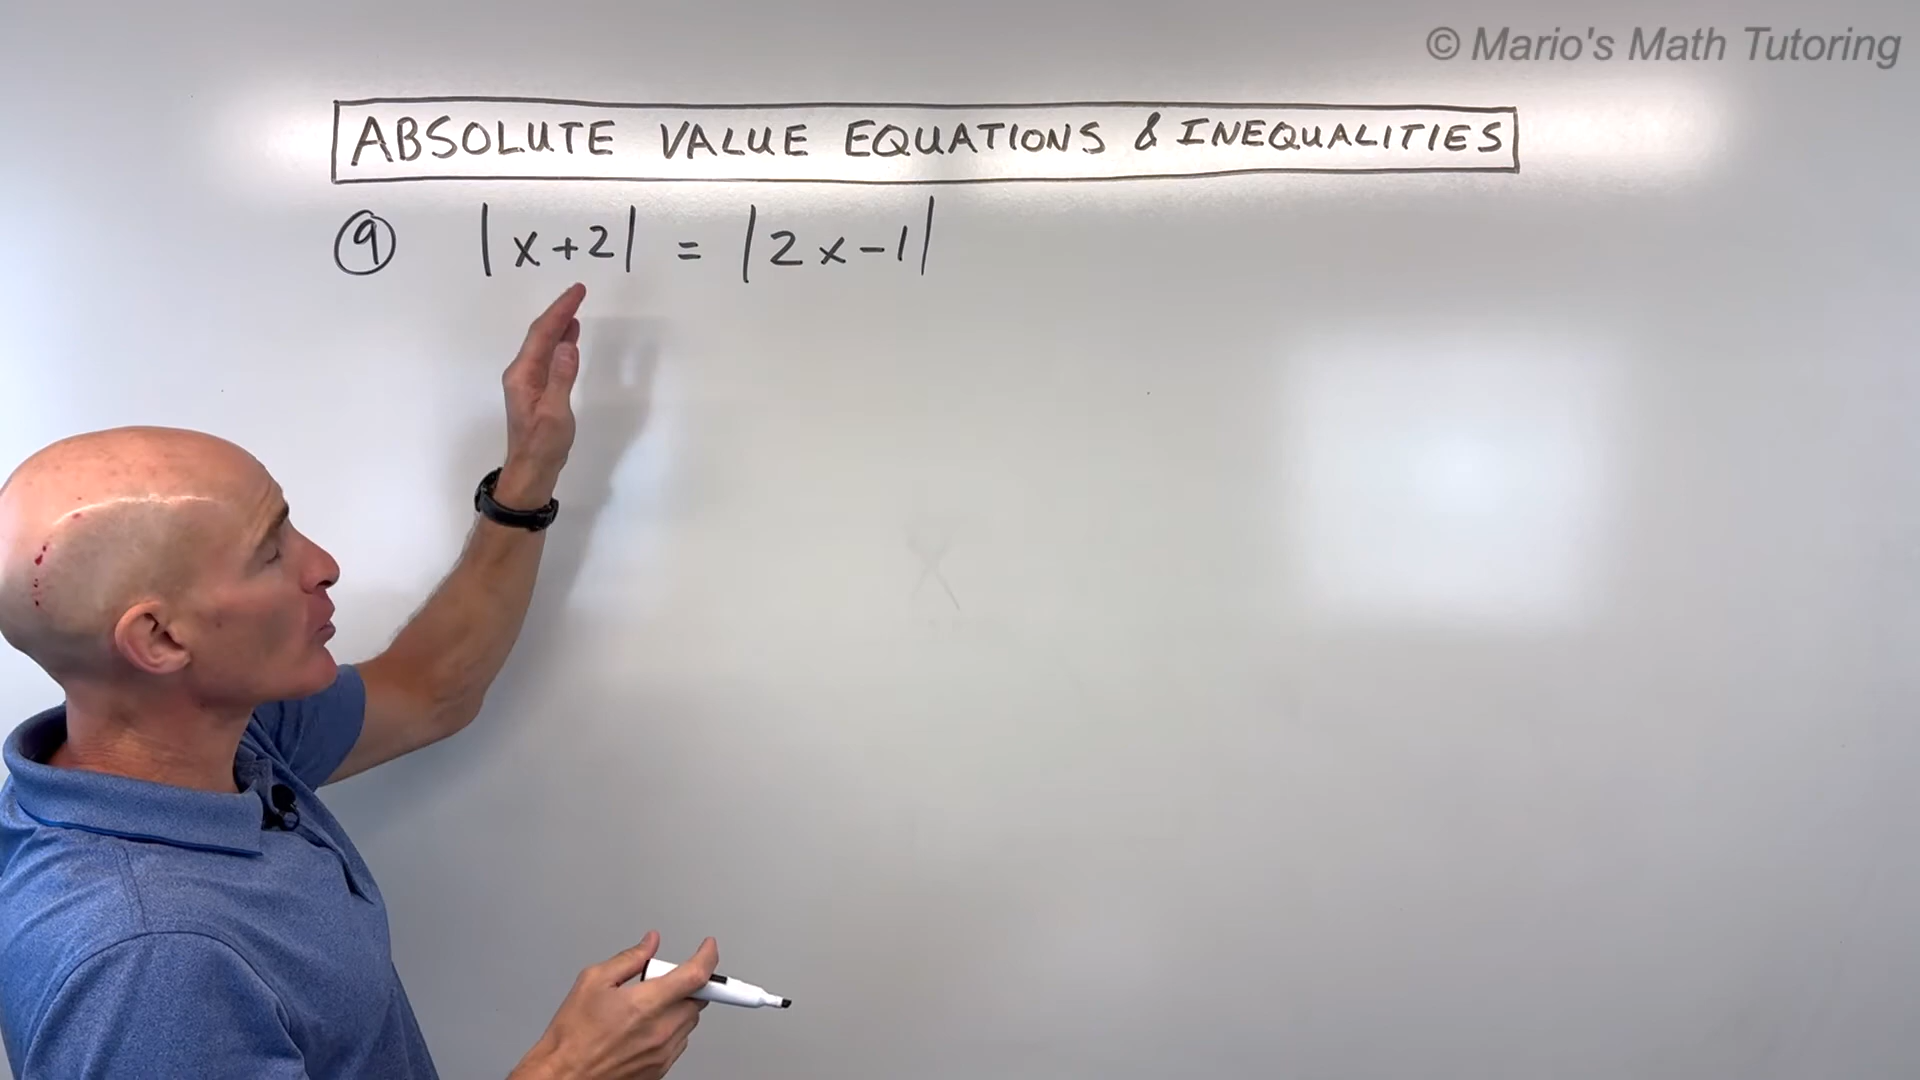 © Mario's Math Tutoring
ABSOLUTE VALUE EQUATIONS & INEQUALITIES
⑨ |x+2| = |2x-1|